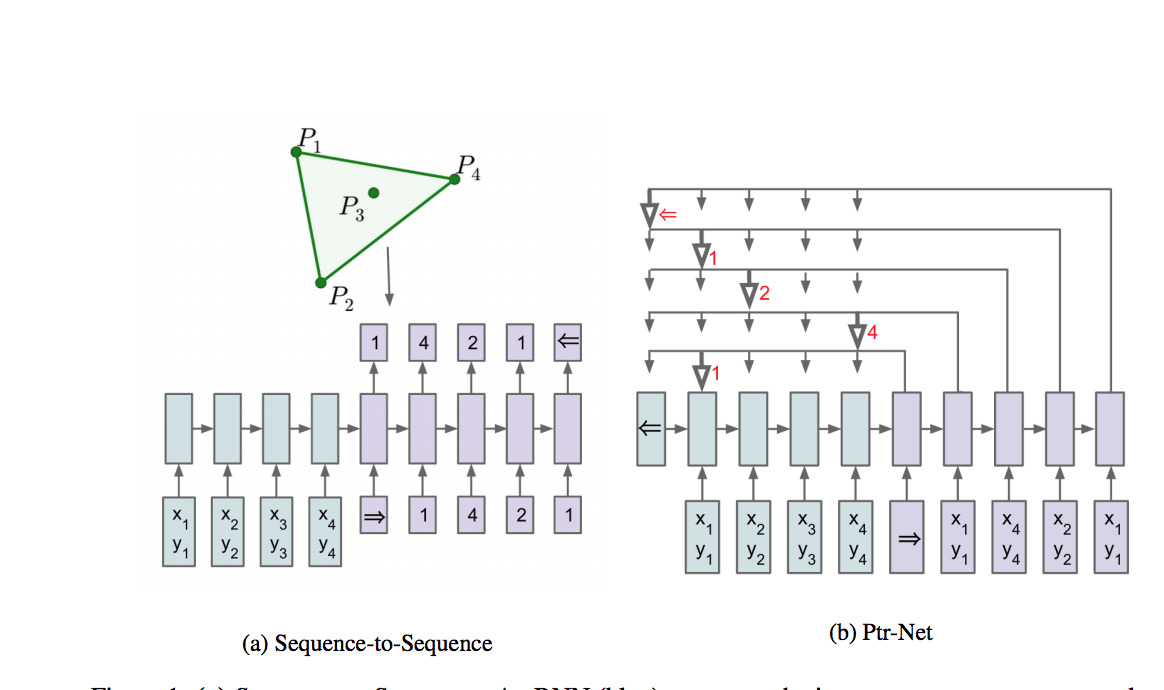 P1
P4
P3
P2
1 4 2 1 ⇐
⇒ 1 4 2 1
x1 x2 x3 x4
y1 y2 y3 y4
(a) Sequence-to-Sequence
⇐
1
2
4
1
⇐
x1 x2 x3 x4 ⇒ x1 x4 x2 x1
y1 y2 y3 y4 y1 y4 y2 y1
(b) Ptr-Net